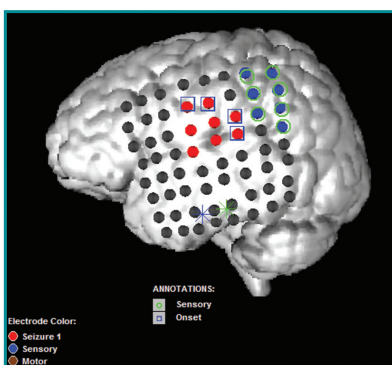 ANNOTATIONS:
Sensory
Onset
Electrode Color:
Seizure 1
Sensory
Motor